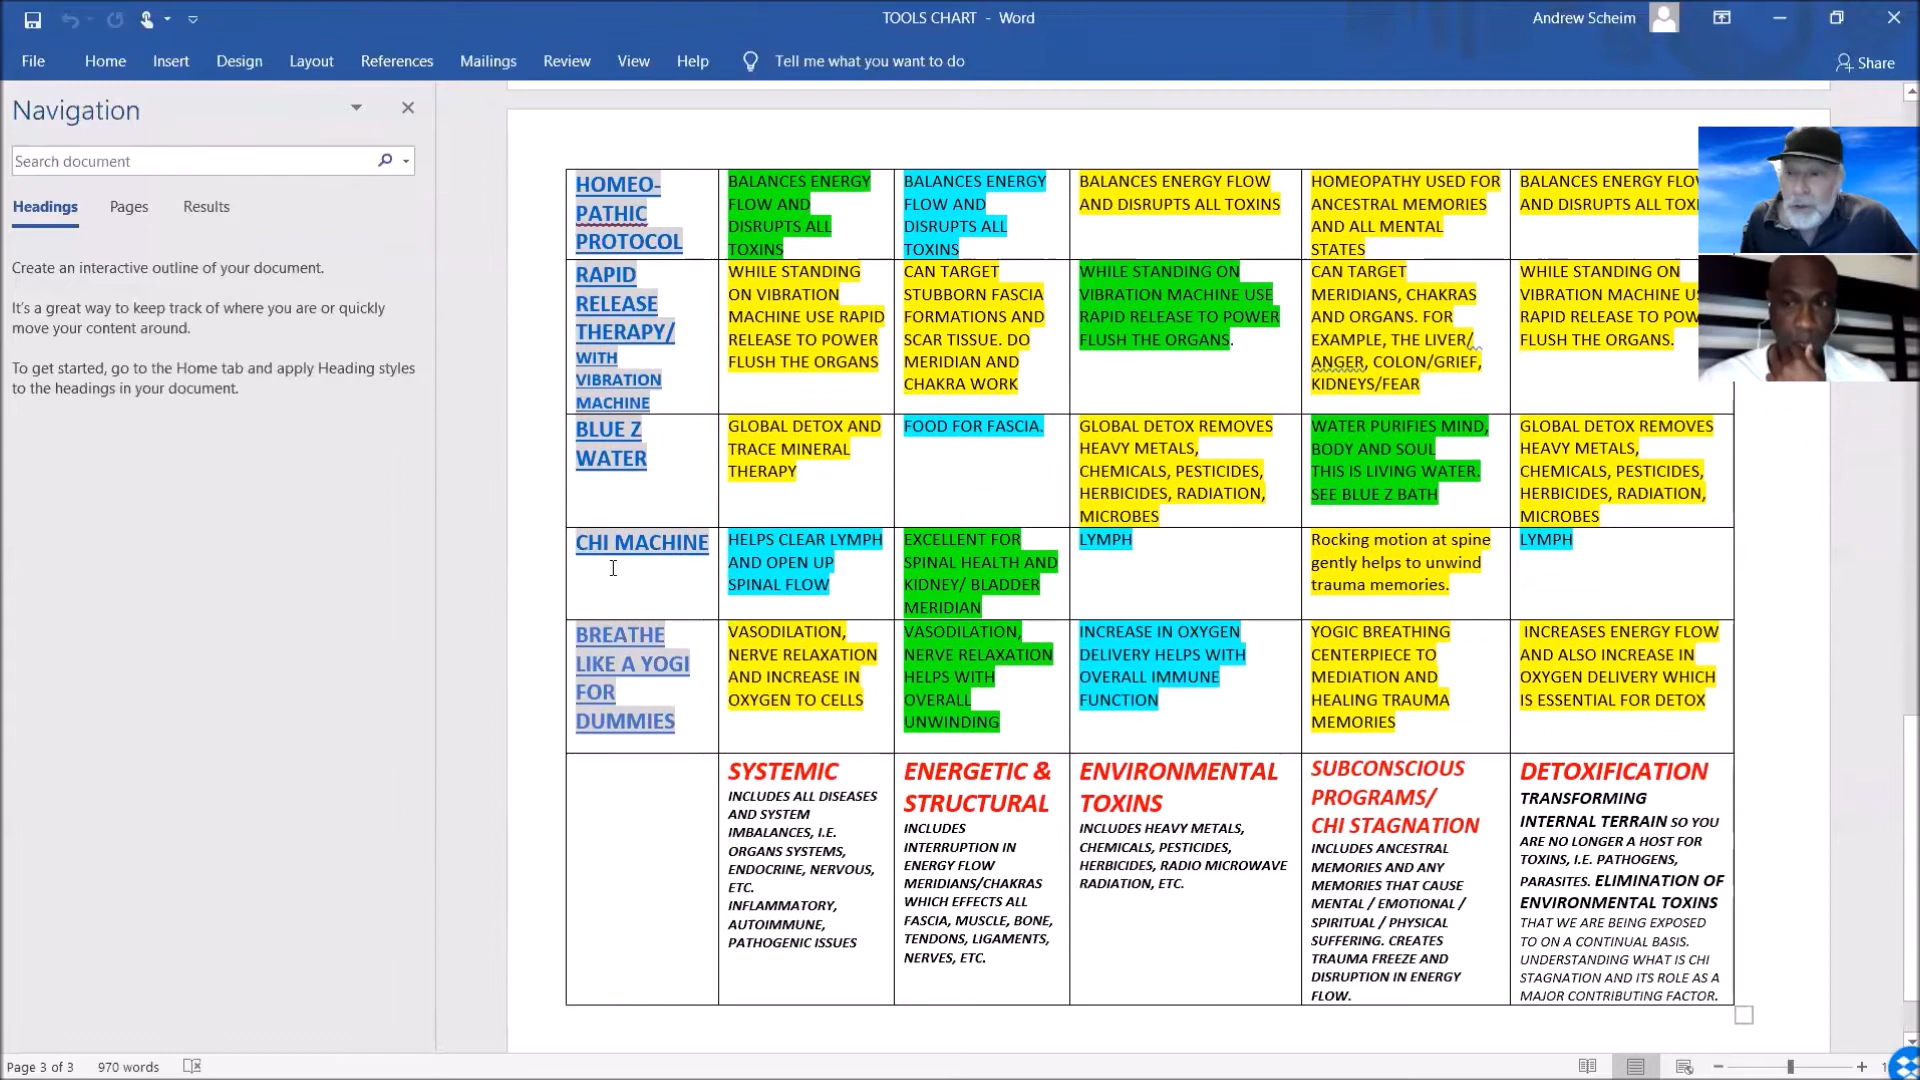 TOOLS CHART - Word
Andrew Scheim
File Home Insert Design Layout References Mailings Review View Help Tell me what you want to do
Share
Navigation
Search document
Headings Pages Results
Create an interactive outline of your document.
It's a great way to keep track of where you are or quickly
move your content around.
To get started, go to the Home tab and apply Heading styles
to the headings in your document.
HOMEO-
PATHIC
PROTOCOL
BALANCES ENERGY
FLOW AND
DISRUPTS ALL
TOXINS
BALANCES ENERGY
FLOW AND
DISRUPTS ALL
TOXINS
BALANCES ENERGY FLOW
AND DISRUPTS ALL TOXINS
HOMEOPATHY USED FOR
ANCESTRAL MEMORIES
AND ALL MENTAL
STATES
BALANCES ENERGY FLOW
AND DISRUPTS ALL TOXI
RAPID
RELEASE
THERAPY/
WITH
VIBRATION
MACHINE
WHILE STANDING
ON VIBRATION
MACHINE USE RAPID
RELEASE TO POWER
FLUSH THE ORGANS
CAN TARGET
STUBBORN FASCIA
FORMATIONS AND
SCAR TISSUE. DO
MERIDIAN AND
CHAKRA WORK
WHILE STANDING ON
VIBRATION MACHINE USE
RAPID RELEASE TO POWER
FLUSH THE ORGANS.
CAN TARGET
MERIDIANS, CHAKRAS
AND ORGANS. FOR
EXAMPLE, THE LIVER/
ANGER, COLON/GRIEF,
KIDNEYS/FEAR
WHILE STANDING ON
VIBRATION MACHINE US
RAPID RELEASE TO POW
FLUSH THE ORGANS.
BLUE Z
WATER
GLOBAL DETOX AND
TRACE MINERAL
THERAPY
FOOD FOR FASCIA.
GLOBAL DETOX REMOVES
HEAVY METALS,
CHEMICALS, PESTICIDES,
HERBICIDES, RADIATION,
MICROBES
WATER PURIFIES MIND,
BODY AND SOUL
THIS IS LIVING WATER.
SEE BLUE Z BATH
GLOBAL DETOX REMOVES
HEAVY METALS,
CHEMICALS, PESTICIDES,
HERBICIDES, RADIATION,
MICROBES
CHI MACHINE
HELPS CLEAR LYMPH
AND OPEN UP
SPINAL FLOW
EXCELLENT FOR
SPINAL HEALTH AND
KIDNEY/ BLADDER
MERIDIAN
LYMPH
Rocking motion at spine
gently helps to unwind
trauma memories.
LYMPH
BREATHE
LIKE A YOGI
FOR
DUMMIES
VASODILATION,
NERVE RELAXATION
AND INCREASE IN
OXYGEN TO CELLS
VASODILATION,
NERVE RELAXATION
HELPS WITH
OVERALL
UNWINDING
INCREASE IN OXYGEN
DELIVERY HELPS WITH
OVERALL IMMUNE
FUNCTION
YOGIC BREATHING
CENTERPIECE TO
MEDIATION AND
HEALING TRAUMA
MEMORIES
INCREASES ENERGY FLOW
AND ALSO INCREASE IN
OXYGEN DELIVERY WHICH
IS ESSENTIAL FOR DETOX
SYSTEMIC
INCLUDES ALL DISEASES
AND SYSTEM
IMBALANCES, I.E.
ORGANS SYSTEMS,
ENDOCRINE, NERVOUS,
ETC.
INFLAMMATORY,
AUTOIMMUNE,
PATHOGENIC ISSUES
ENERGETIC &
STRUCTURAL
INCLUDES
INTERRUPTION IN
ENERGY FLOW
MERIDIANS/CHAKRAS
WHICH EFFECTS ALL
FASCIA, MUSCLE, BONE,
TENDONS, LIGAMENTS,
NERVES, ETC.
ENVIRONMENTAL
TOXINS
INCLUDES HEAVY METALS,
CHEMICALS, PESTICIDES,
HERBICIDES, RADIO MICROWAVE
RADIATION, ETC.
SUBCONSCIOUS
PROGRAMS/
CHI STAGNATION
INCLUDES ANCESTRAL
MEMORIES AND ANY
MEMORIES THAT CAUSE
MENTAL / EMOTIONAL /
SPIRITUAL / PHYSICAL
SUFFERING. CREATES
TRAUMA FREEZE AND
DISRUPTION IN ENERGY
FLOW.
DETOXIFICATION
TRANSFORMING
INTERNAL TERRAIN SO YOU
ARE NO LONGER A HOST FOR
TOXINS, I.E. PATHOGENS,
PARASITES. ELIMINATION OF
ENVIRONMENTAL TOXINS
THAT WE ARE BEING EXPOSED
TO ON A CONTINUAL BASIS.
UNDERSTANDING WHAT IS CHI
STAGNATION AND ITS ROLE AS A
MAJOR CONTRIBUTING FACTOR.
Page 3 of 3 970 words